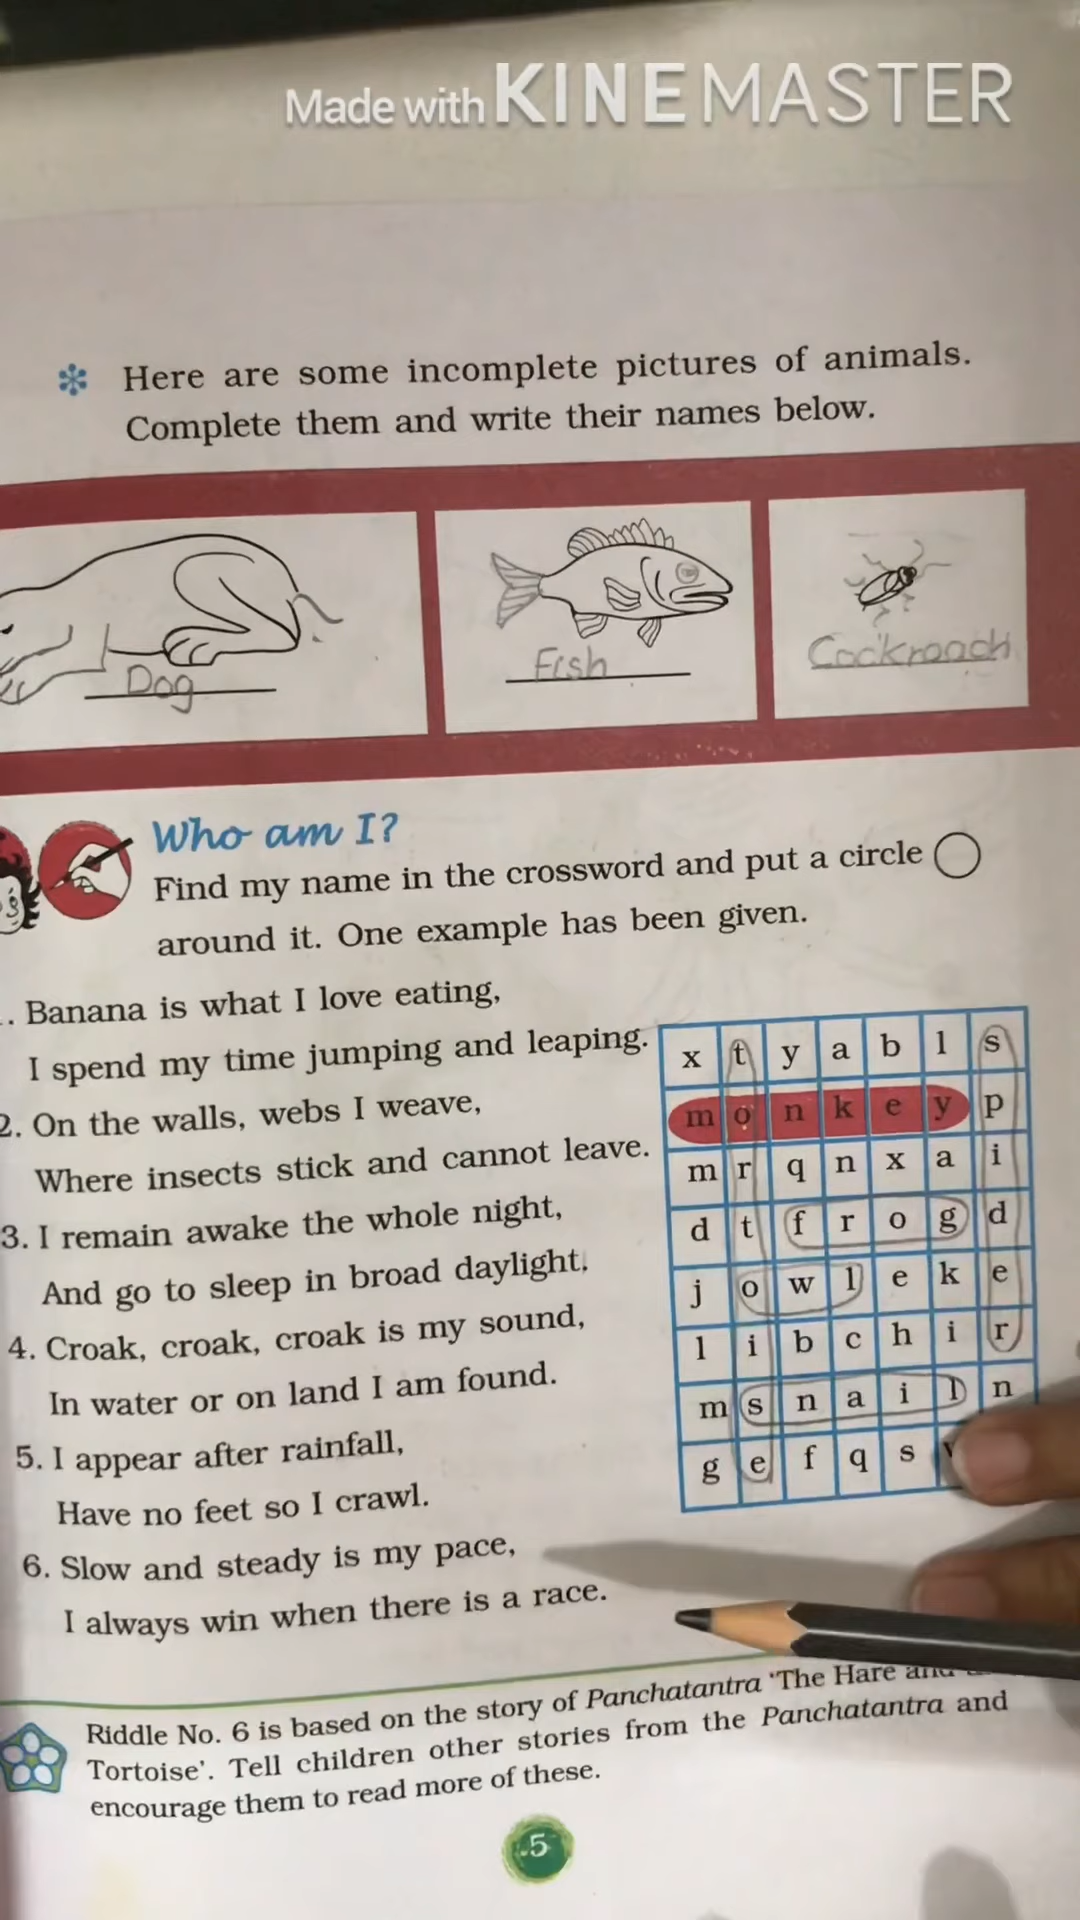 Made with KINEMASTER
Here are some incomplete pictures of animals.
Complete them and write their names below.
Dog
Fish
Cockroach
Who am I?
Find my name in the crossword and put a circle
around it. One example has been given.
. Banana is what I love eating,
I spend my time jumping and leaping.
2. On the walls, webs I weave,
Where insects stick and cannot leave.
3. I remain awake the whole night,
And go to sleep in broad daylight.
4. Croak, croak, croak is my sound,
In water or on land I am found.
5. I appear after rainfall,
Have no feet so I crawl.
6. Slow and steady is my pace,
I always win when there is a race.
x t y a b l s
m o n k e y p
m r q n x a i
d t f r o g d
j o w l e k e
l i b c h i r
m s n a i l n
g e f q s
Riddle No. 6 is based on the story of Panchatantra 'The Hare and
Tortoise'. Tell children other stories from the Panchatantra and
encourage them to read more of these.
5